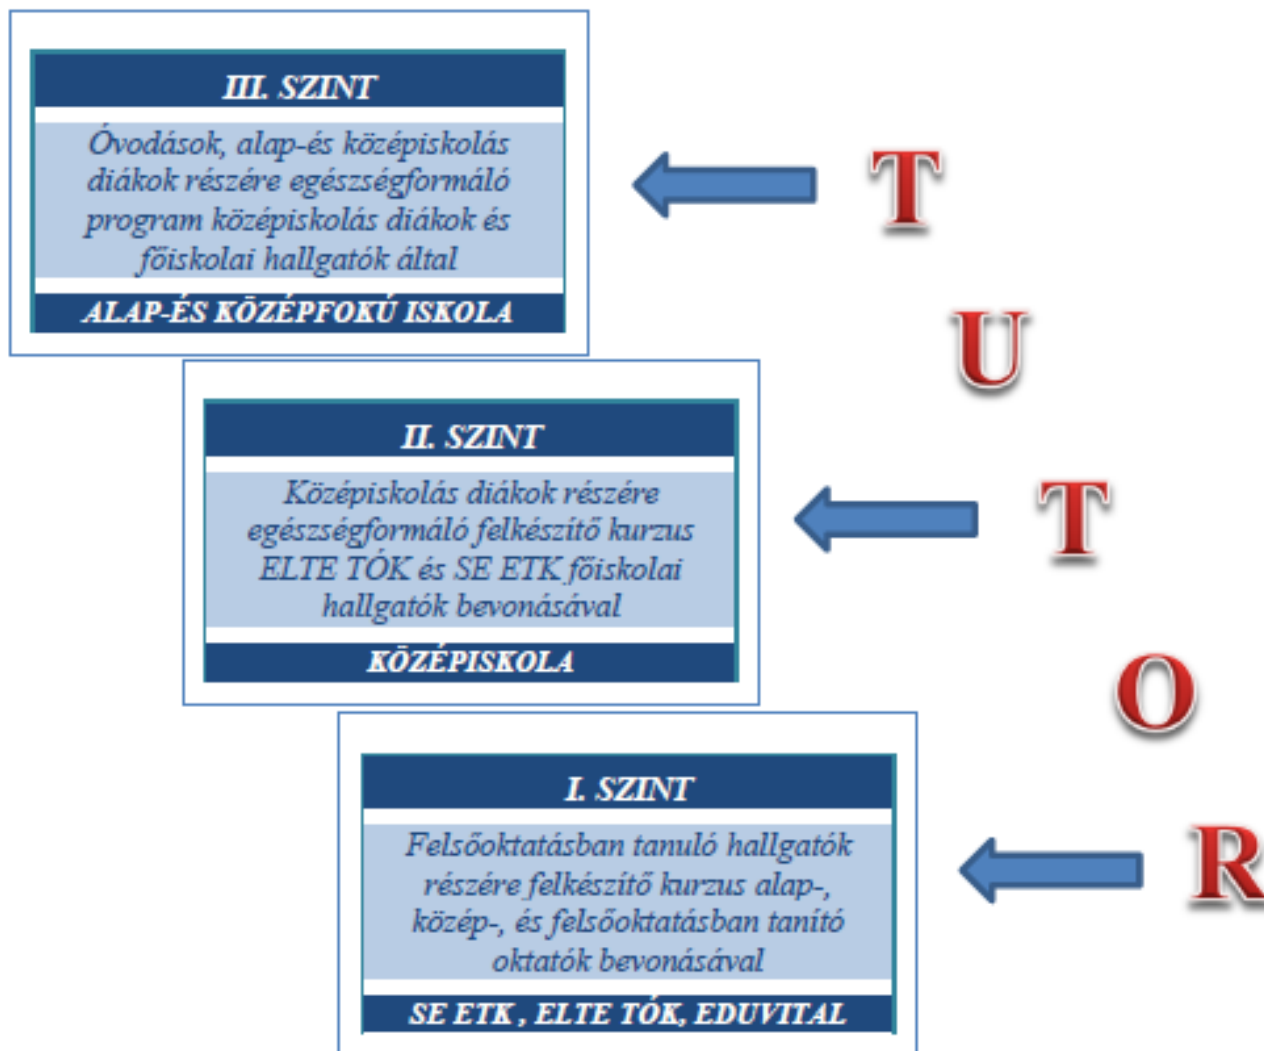 III. SZINT
Óvodások, alap-és középiskolás
diákok részére egészségformáló
program középiskolás diákok és
főiskolai hallgatók által
ALAP-ÉS KÖZÉPFOKÚ ISKOLA
II. SZINT
Középiskolás diákok részére
egészségformáló felkészítő kurzus
ELTE TÓK és SE ETK főiskolai
hallgatók bevonásával
KÖZÉPISKOLA
I. SZINT
Felsőoktatásban tanuló hallgatók
részére felkészítő kurzus alap-,
közép-, és felsőoktatásban tanító
oktatók bevonásával
SE ETK , ELTE TÓK, EDUVITAL
T
U
T
O
R